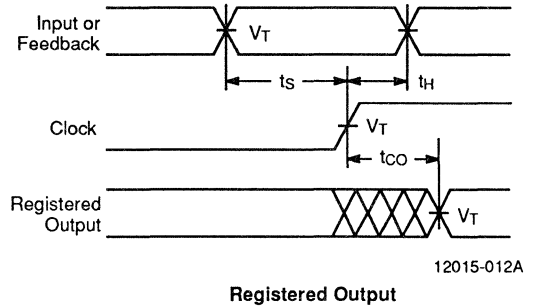 Input or
Feedback
VT
tS
tH
Clock
VT
tCO
Registered
Output
VT
12015-012A
Registered Output